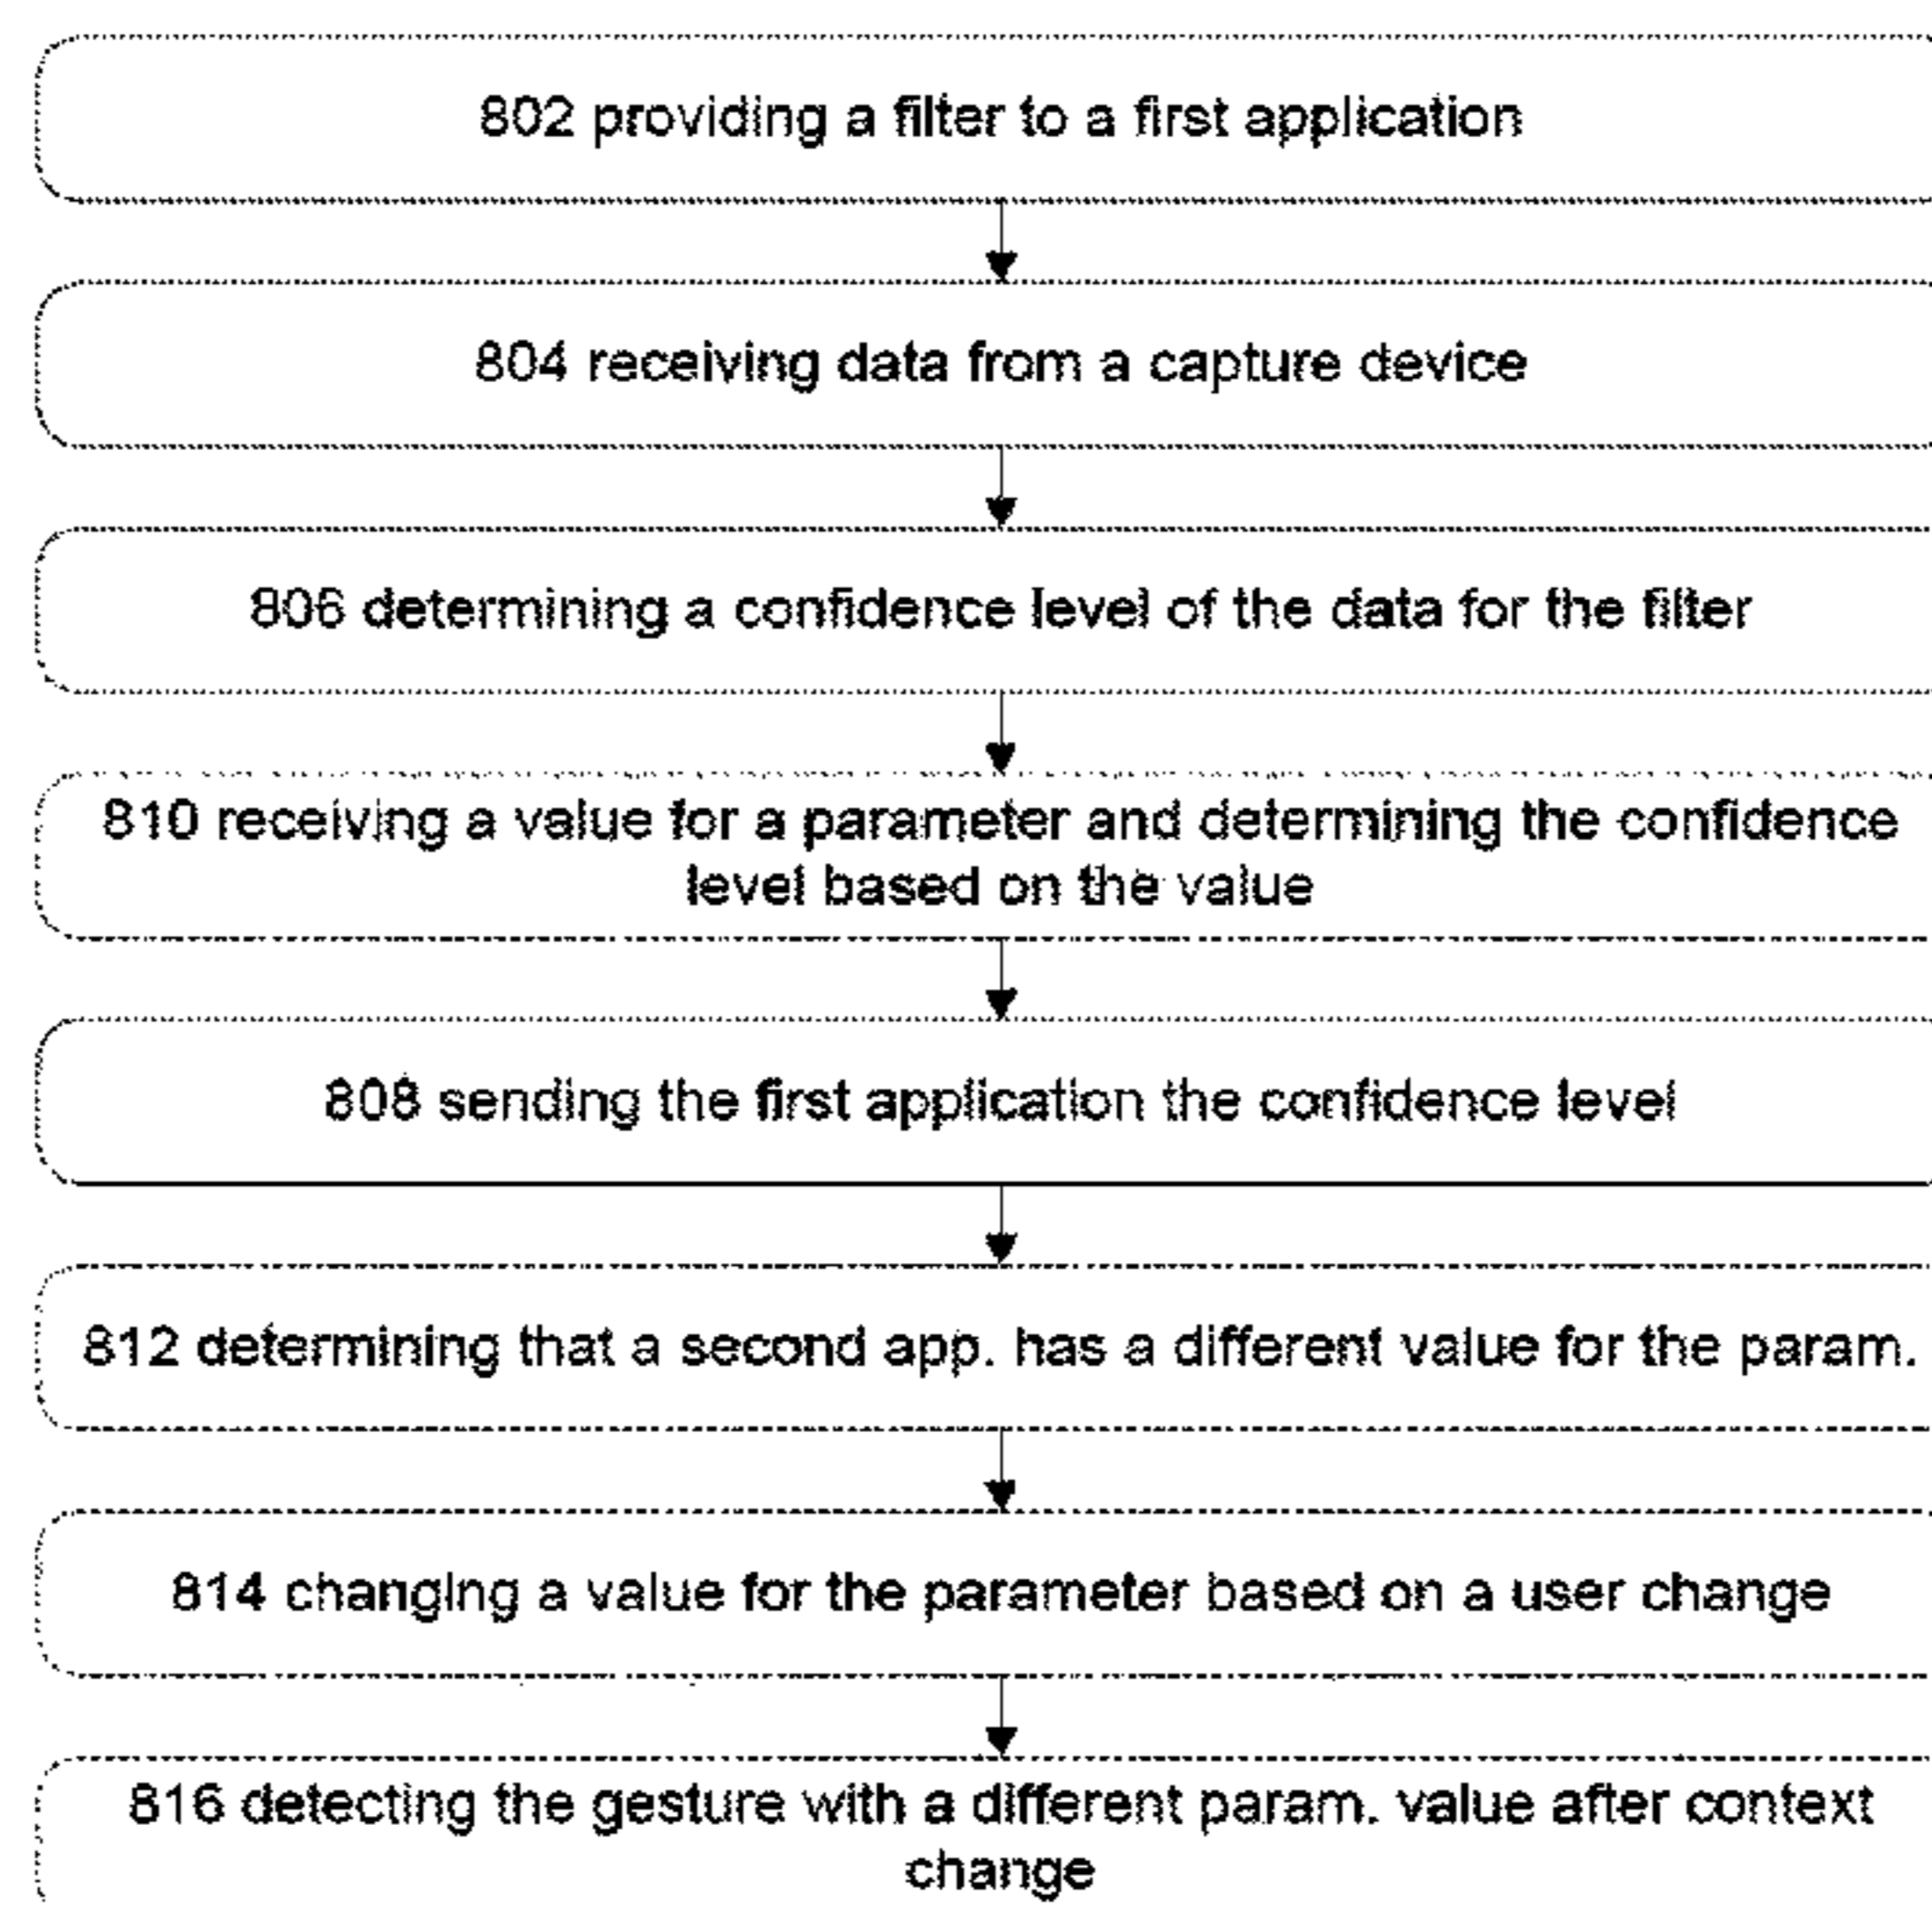 802 providing a filter to a first application
804 receiving data from a capture device
806 determining a confidence level of the data for the filter
810 receiving a value for a parameter and determining the confidence
level based on the value
808 sending the first application the confidence level
812 determining that a second app. has a different value for the param.
814 changing a value for the parameter based on a user change
816 detecting the gesture with a different param. value after context
change